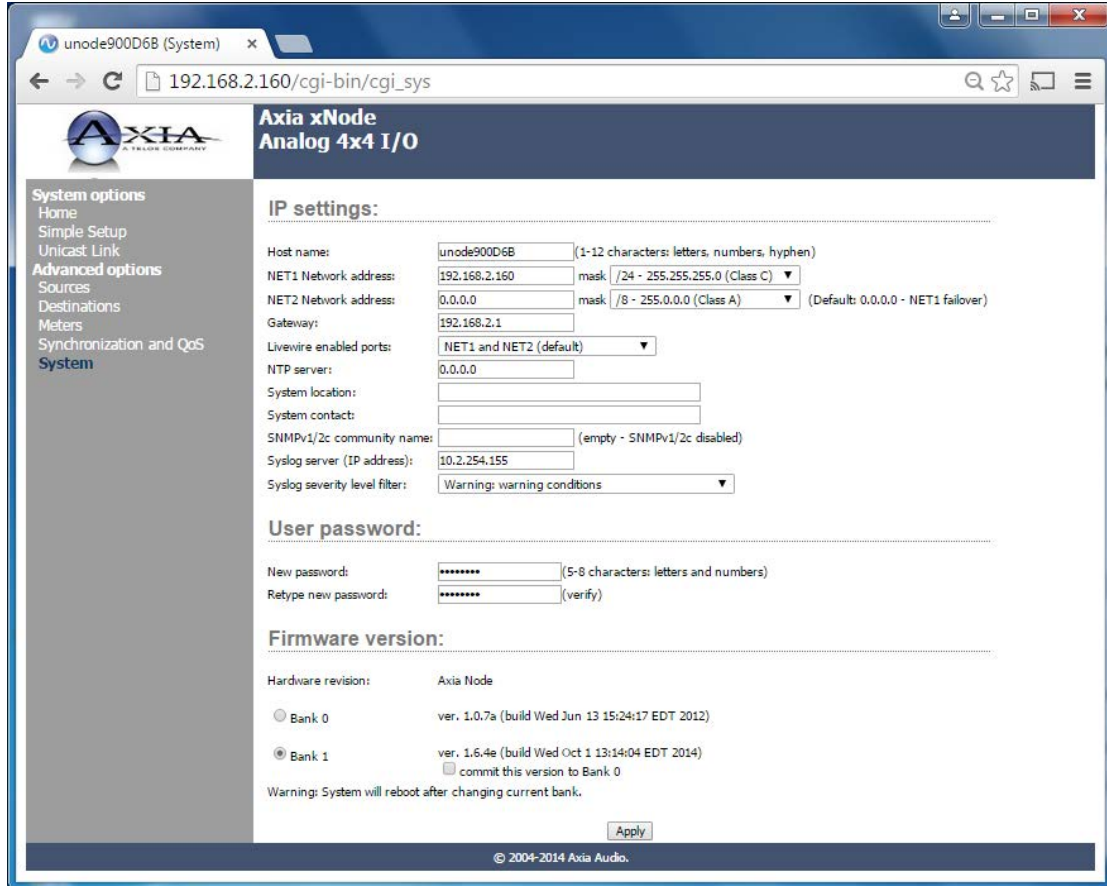 unode900D6B (System)
192.168.2.160/cgi-bin/cgi_sys
AXIA
A TELOS COMPANY
Axia xNode
Analog 4x4 I/O
System options
Home
Simple Setup
Unicast Link
Advanced options
Sources
Destinations
Meters
Synchronization and QoS
System
IP settings:
Host name: unode900D6B (1-12 characters: letters, numbers, hyphen)
NET1 Network address: 192.168.2.160 mask /24 - 255.255.255.0 (Class C)
NET2 Network address: 0.0.0.0 mask /8 - 255.0.0.0 (Class A) (Default: 0.0.0.0 - NET1 failover)
Gateway: 192.168.2.1
Livewire enabled ports: NET1 and NET2 (default)
NTP server: 0.0.0.0
System location:
System contact:
SNMPv1/2c community name: (empty - SNMPv1/2c disabled)
Syslog server (IP address): 10.2.254.155
Syslog severity level filter: Warning: warning conditions
User password:
New password: •••••••• (5-8 characters: letters and numbers)
Retype new password: •••••••• (verify)
Firmware version:
Hardware revision: Axia Node
Bank 0 ver. 1.0.7a (build Wed Jun 13 15:24:17 EDT 2012)
Bank 1 ver. 1.6.4e (build Wed Oct 1 13:14:04 EDT 2014)
commit this version to Bank 0
Warning: System will reboot after changing current bank.
Apply
© 2004-2014 Axia Audio.